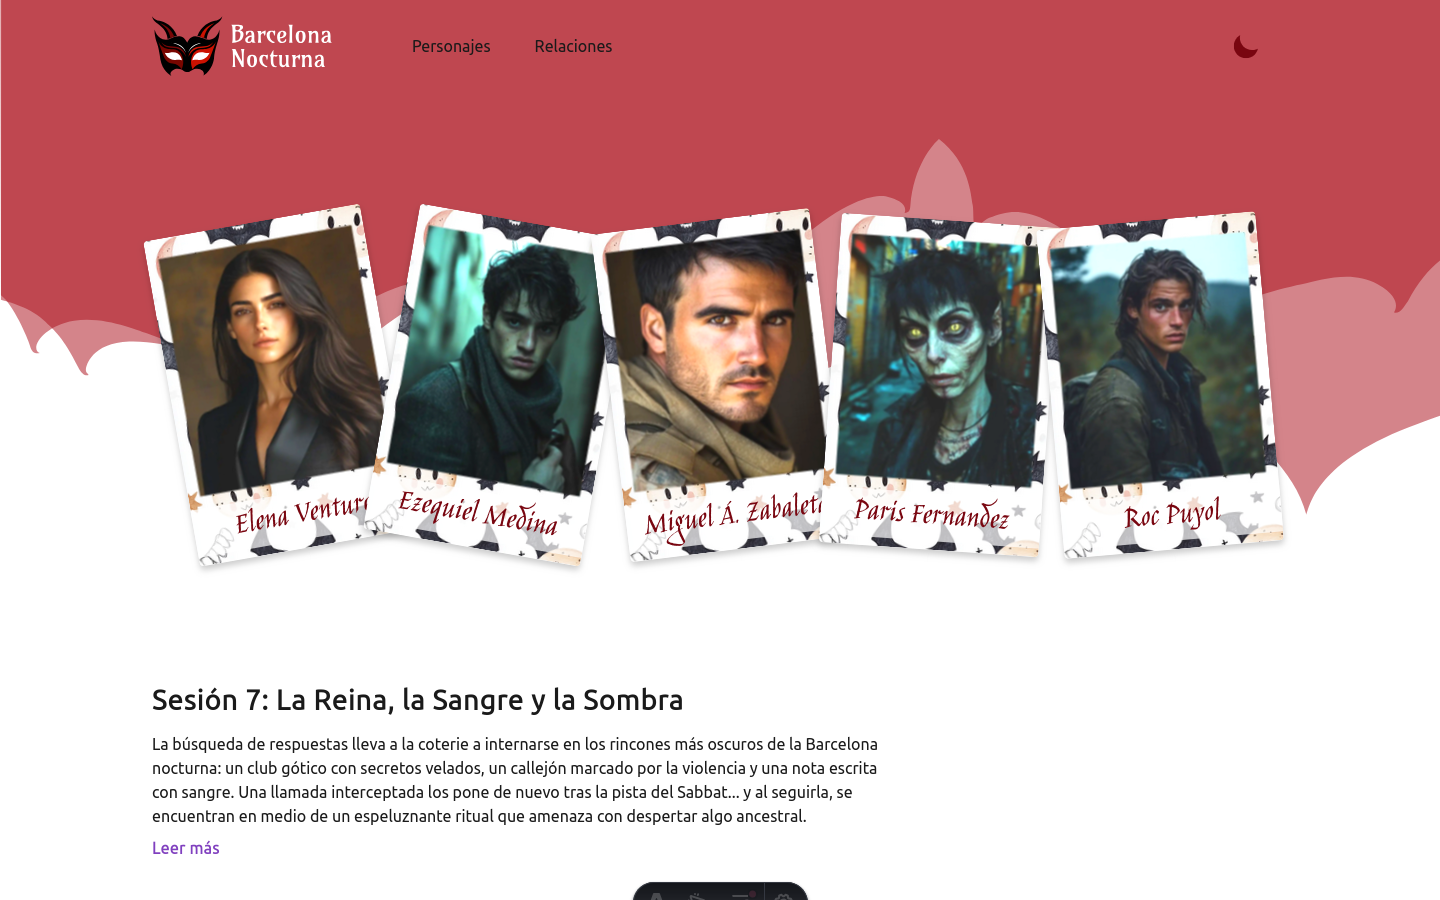 Barcelona
Nocturna
Personajes
Relaciones
Elena Ventura
Ezequiel Medina
Miguel Á. Zabaleta
Paris Fernandez
Roc Puyol
Sesión 7: La Reina, la Sangre y la Sombra
La búsqueda de respuestas lleva a la coterie a internarse en los rincones más oscuros de la Barcelona
nocturna: un club gótico con secretos velados, un callejón marcado por la violencia y una nota escrita
con sangre. Una llamada interceptada los pone de nuevo tras la pista del Sabbat... y al seguirla, se
encuentran en medio de un espeluznante ritual que amenaza con despertar algo ancestral.
Leer más